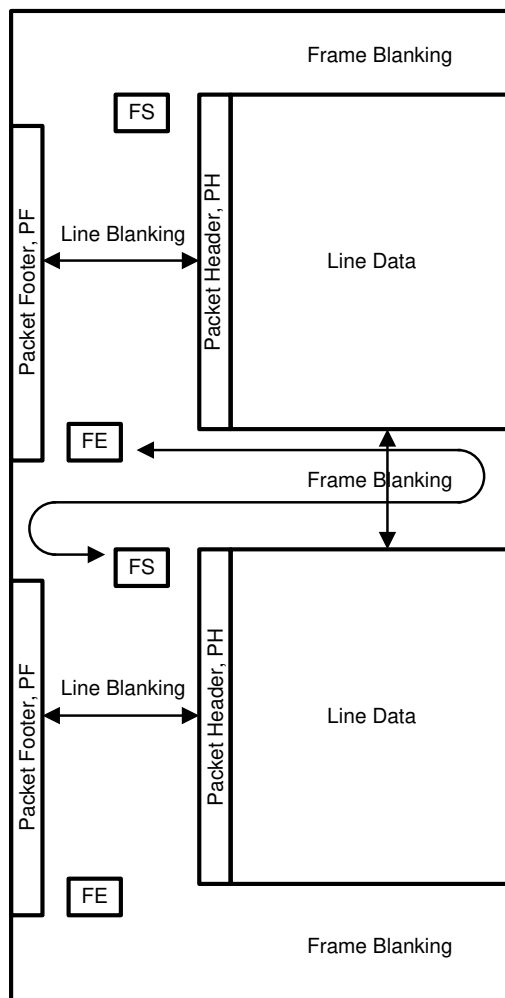 Frame Blanking
FS
Packet Footer, PF
Line Blanking
Packet Header, PH
Line Data
FE
Frame Blanking
FS
Packet Footer, PF
Line Blanking
Packet Header, PH
Line Data
FE
Frame Blanking